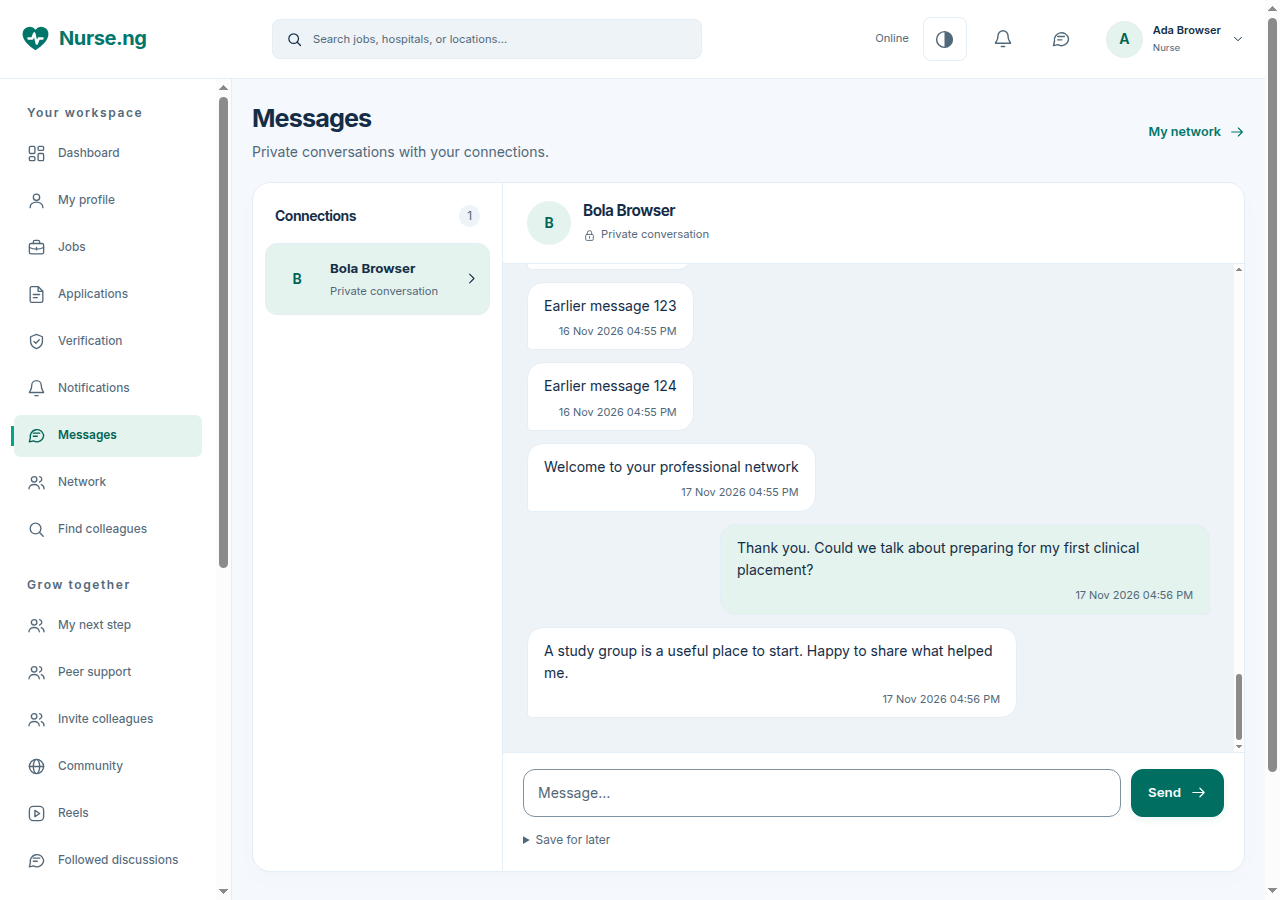 Nurse.ng
Search jobs, hospitals, or locations...
Online
A
Ada Browser
Nurse
Your workspace
Dashboard
My profile
Jobs
Applications
Verification
Notifications
Messages
Network
Find colleagues
Grow together
My next step
Peer support
Invite colleagues
Community
Reels
Followed discussions
Messages
Private conversations with your connections.
My network
Connections
1
B
Bola Browser
Private conversation
B
Bola Browser
Private conversation
Earlier message 123
16 Nov 2026 04:55 PM
Earlier message 124
16 Nov 2026 04:55 PM
Welcome to your professional network
17 Nov 2026 04:55 PM
Thank you. Could we talk about preparing for my first clinical
placement?
17 Nov 2026 04:56 PM
A study group is a useful place to start. Happy to share what helped
me.
17 Nov 2026 04:56 PM
Message...
Send
Save for later